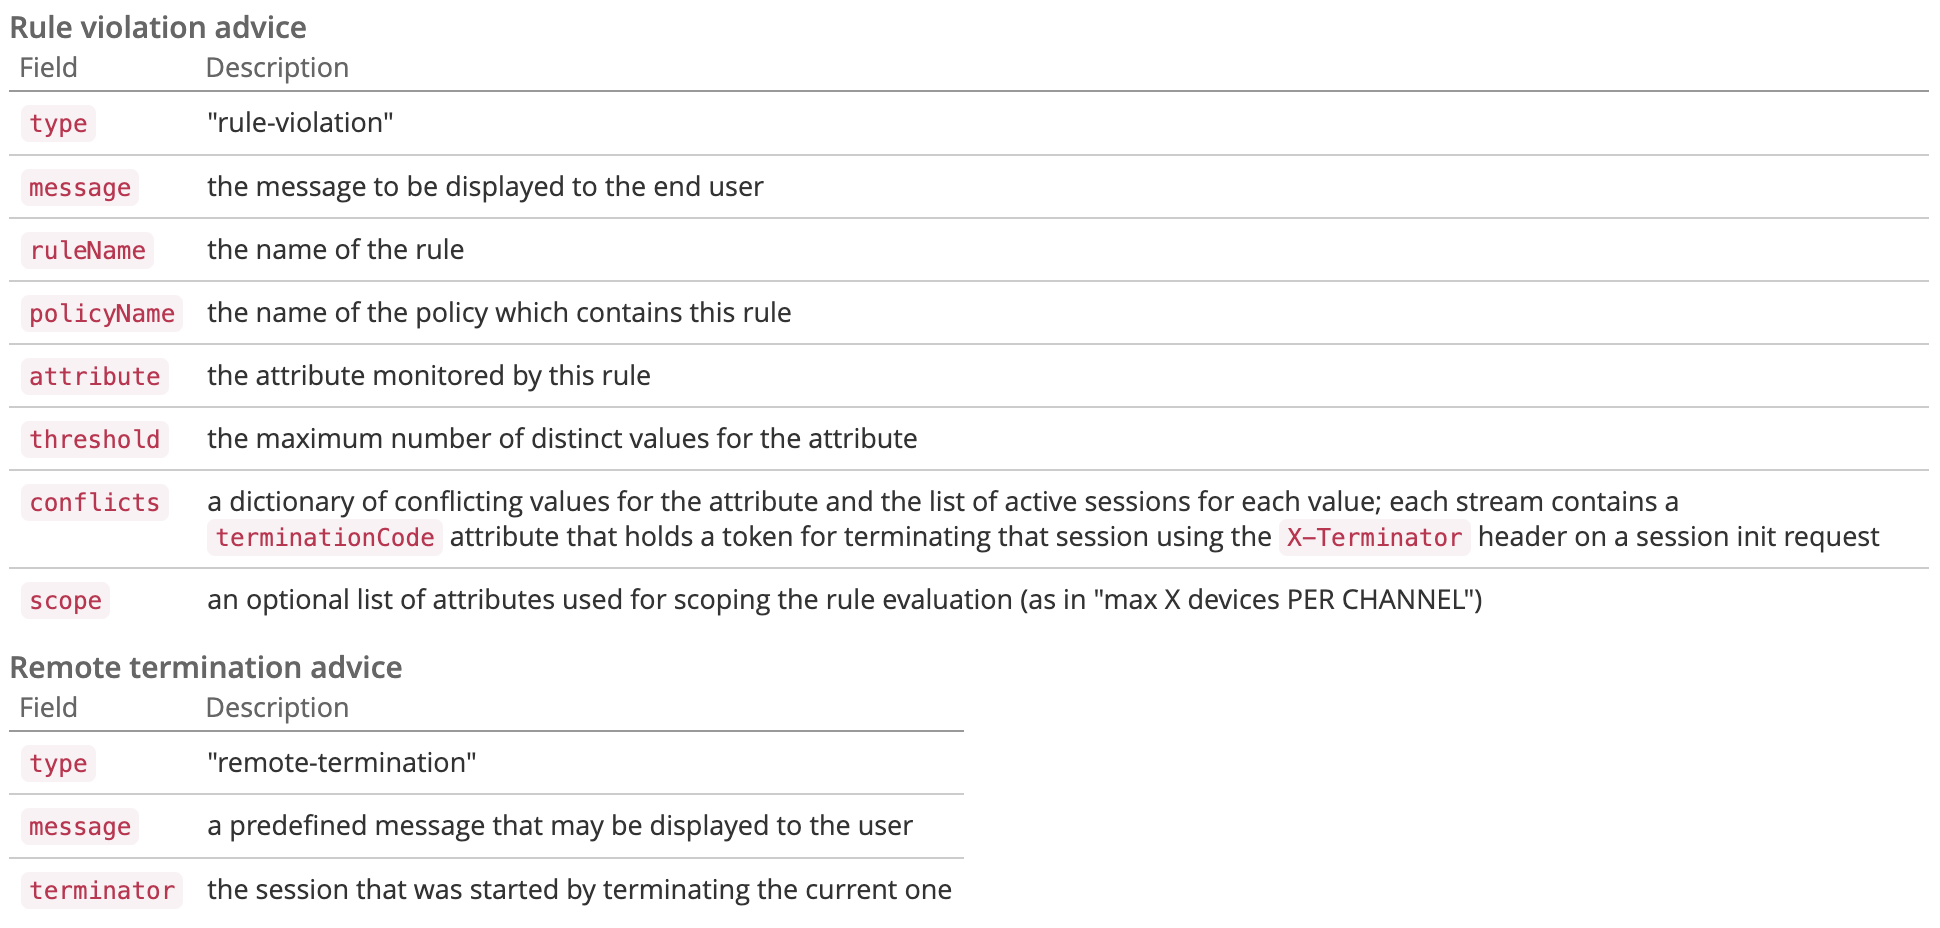 Rule violation advice
Field Description
type "rule-violation"
message the message to be displayed to the end user
ruleName the name of the rule
policyName the name of the policy which contains this rule
attribute the attribute monitored by this rule
threshold the maximum number of distinct values for the attribute
conflicts a dictionary of conflicting values for the attribute and the list of active sessions for each value; each stream contains a
terminationCode attribute that holds a token for terminating that session using the X-Terminator header on a session init request
scope an optional list of attributes used for scoping the rule evaluation (as in "max X devices PER CHANNEL")
Remote termination advice
Field Description
type "remote-termination"
message a predefined message that may be displayed to the user
terminator the session that was started by terminating the current one